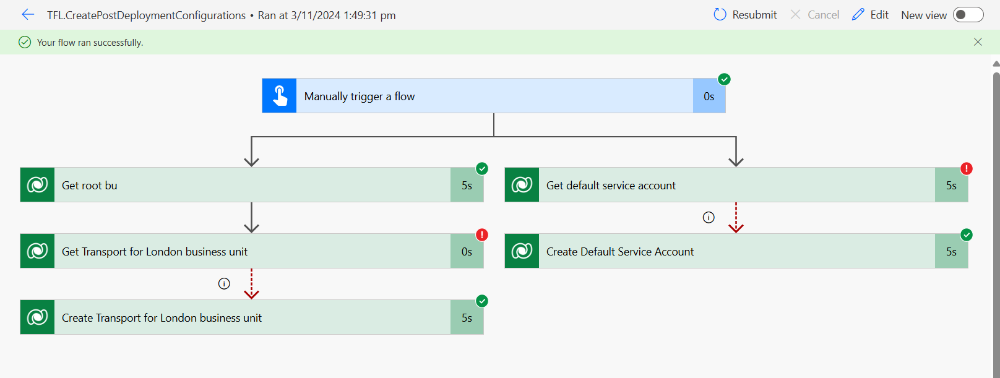 TFL.CreatePostDeploymentConfigurations • Ran at 3/11/2024 1:49:31 pm
Resubmit
Cancel
Edit
New view
Your flow ran successfully.
Manually trigger a flow
0s
Get root bu
5s
Get default service account
5s
Get Transport for London business unit
0s
Create Default Service Account
5s
Create Transport for London business unit
5s